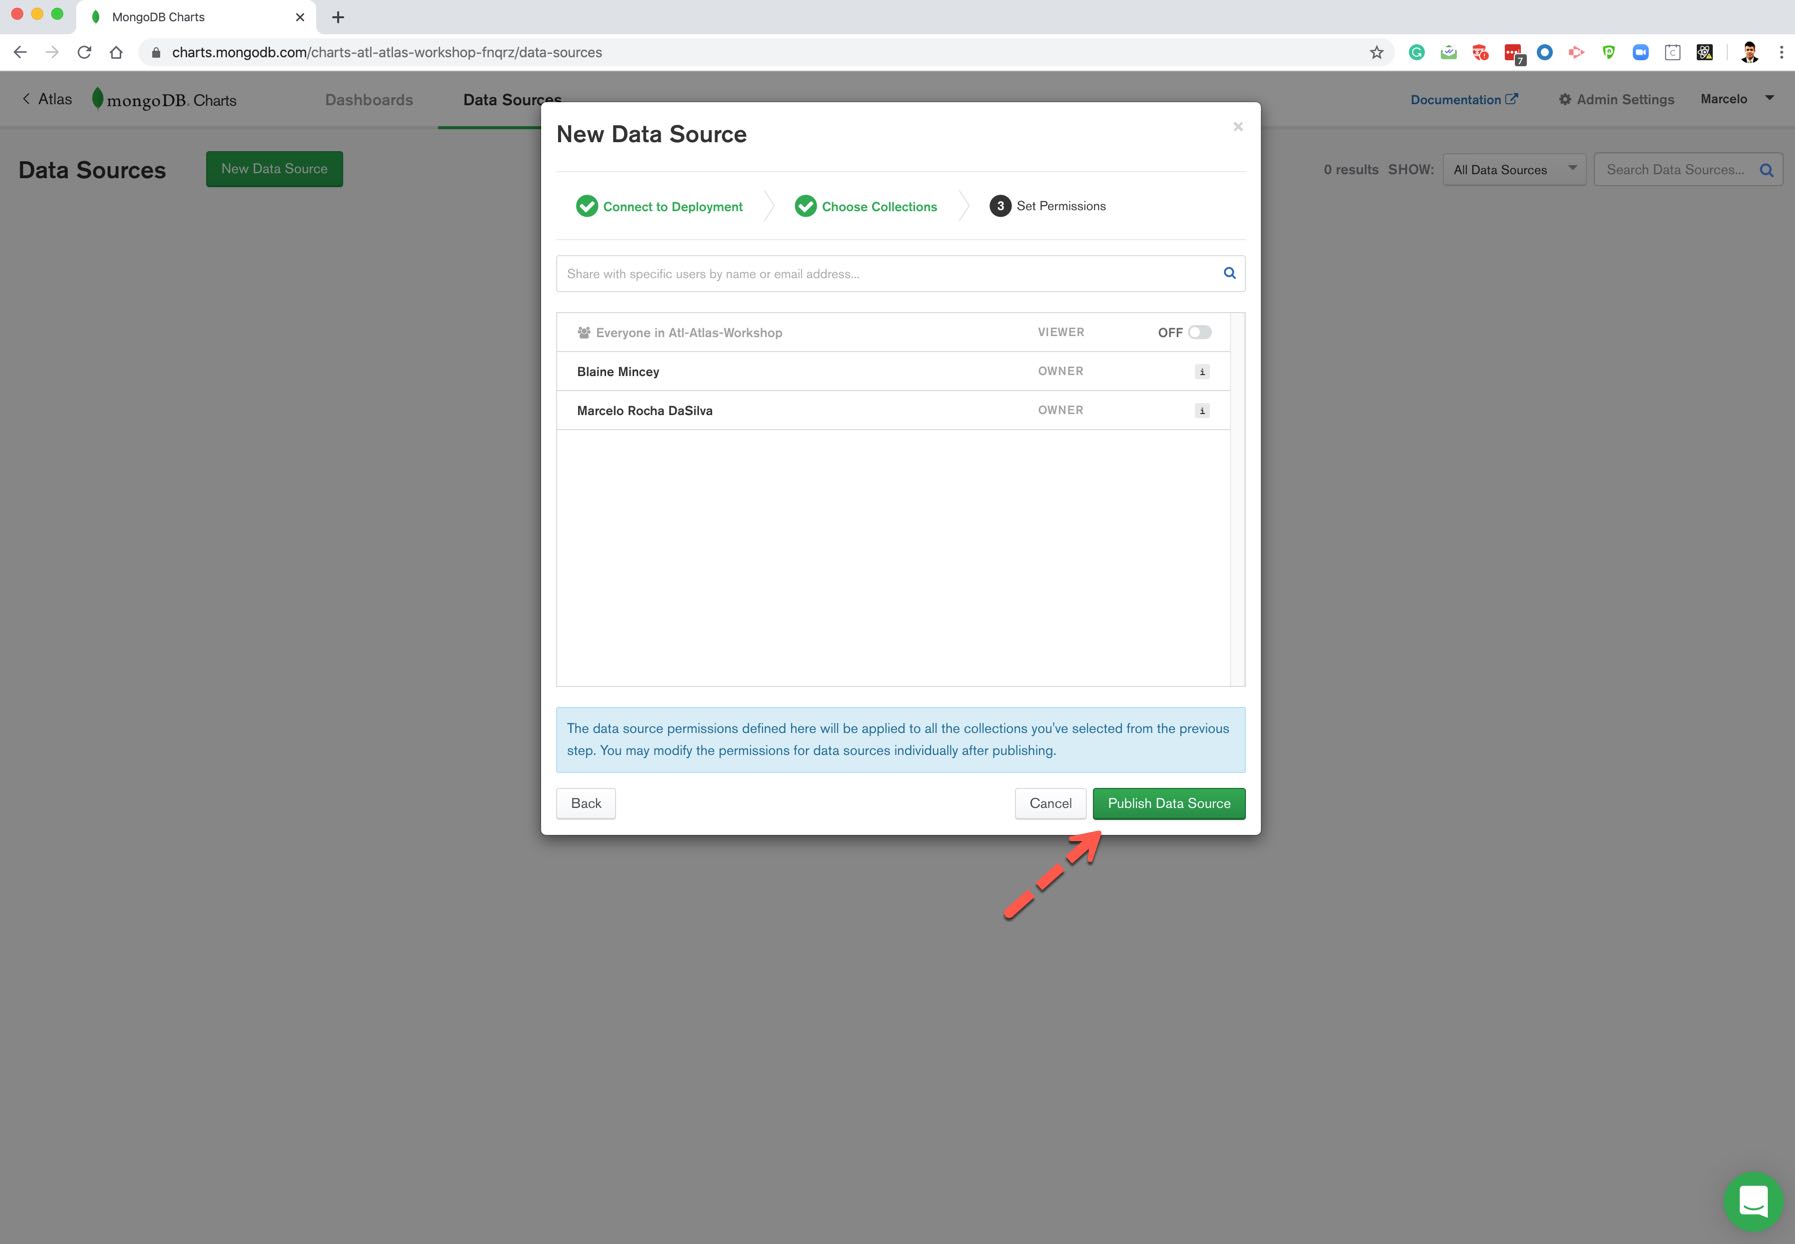 MongoDB Charts
charts.mongodb.com/charts-atl-atlas-workshop-fnqrz/data-sources
7
Atlas
mongoDB. Charts
Dashboards
Data Sources
Documentation
Admin Settings
Marcelo
Data Sources
New Data Source
0 results
SHOW:
All Data Sources
Search Data Sources...
New Data Source
Connect to Deployment
Choose Collections
3 Set Permissions
Share with specific users by name or email address...
Everyone in Atl-Atlas-Workshop
VIEWER
OFF
Blaine Mincey
OWNER
i
Marcelo Rocha DaSilva
OWNER
i
The data source permissions defined here will be applied to all the collections you've selected from the previous
step. You may modify the permissions for data sources individually after publishing.
Back
Cancel
Publish Data Source